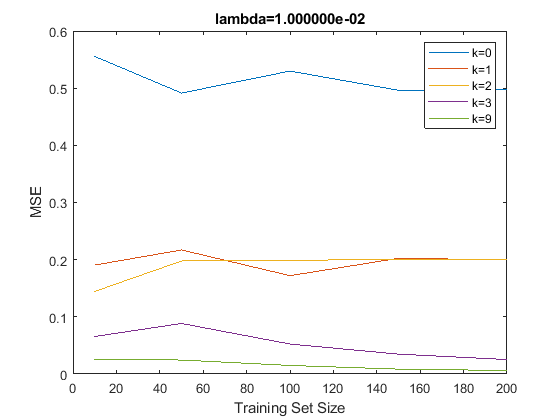 lambda=1.000000e-02
0.6
0.5
0.4
0.3
0.2
0.1
0
MSE
k=0
k=1
k=2
k=3
k=9
0 20 40 60 80 100 120 140 160 180 200
Training Set Size